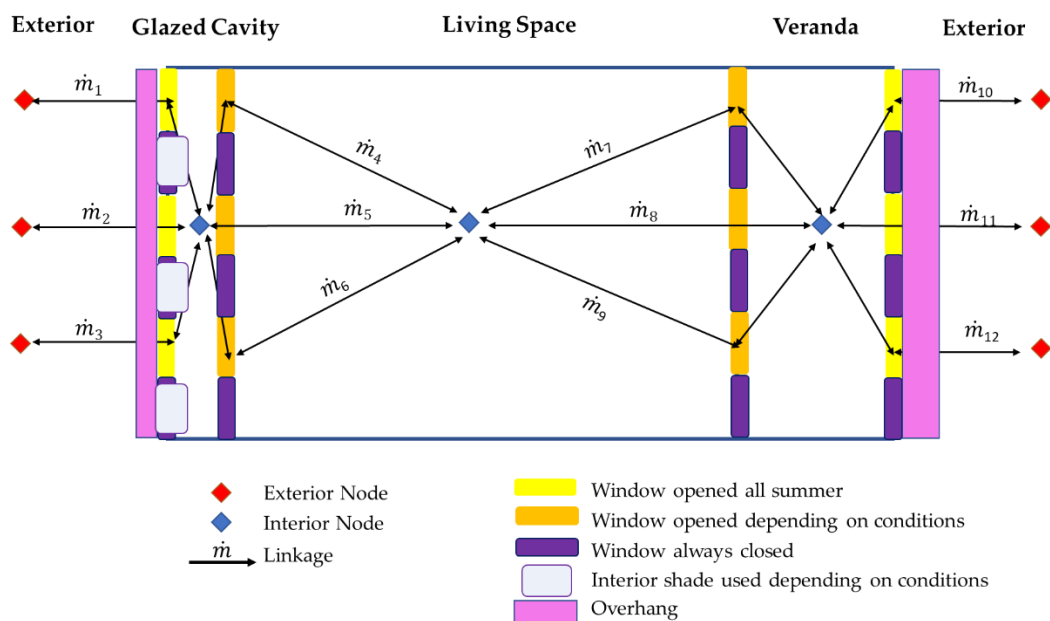 Exterior Glazed Cavity Living Space Veranda Exterior
ṁ1
ṁ10
ṁ4
ṁ7
ṁ2
ṁ5
ṁ8
ṁ11
ṁ6
ṁ9
ṁ3
ṁ12
Exterior Node
Interior Node
ṁ
Linkage
Window opened all summer
Window opened depending on conditions
Window always closed
Interior shade used depending on conditions
Overhang